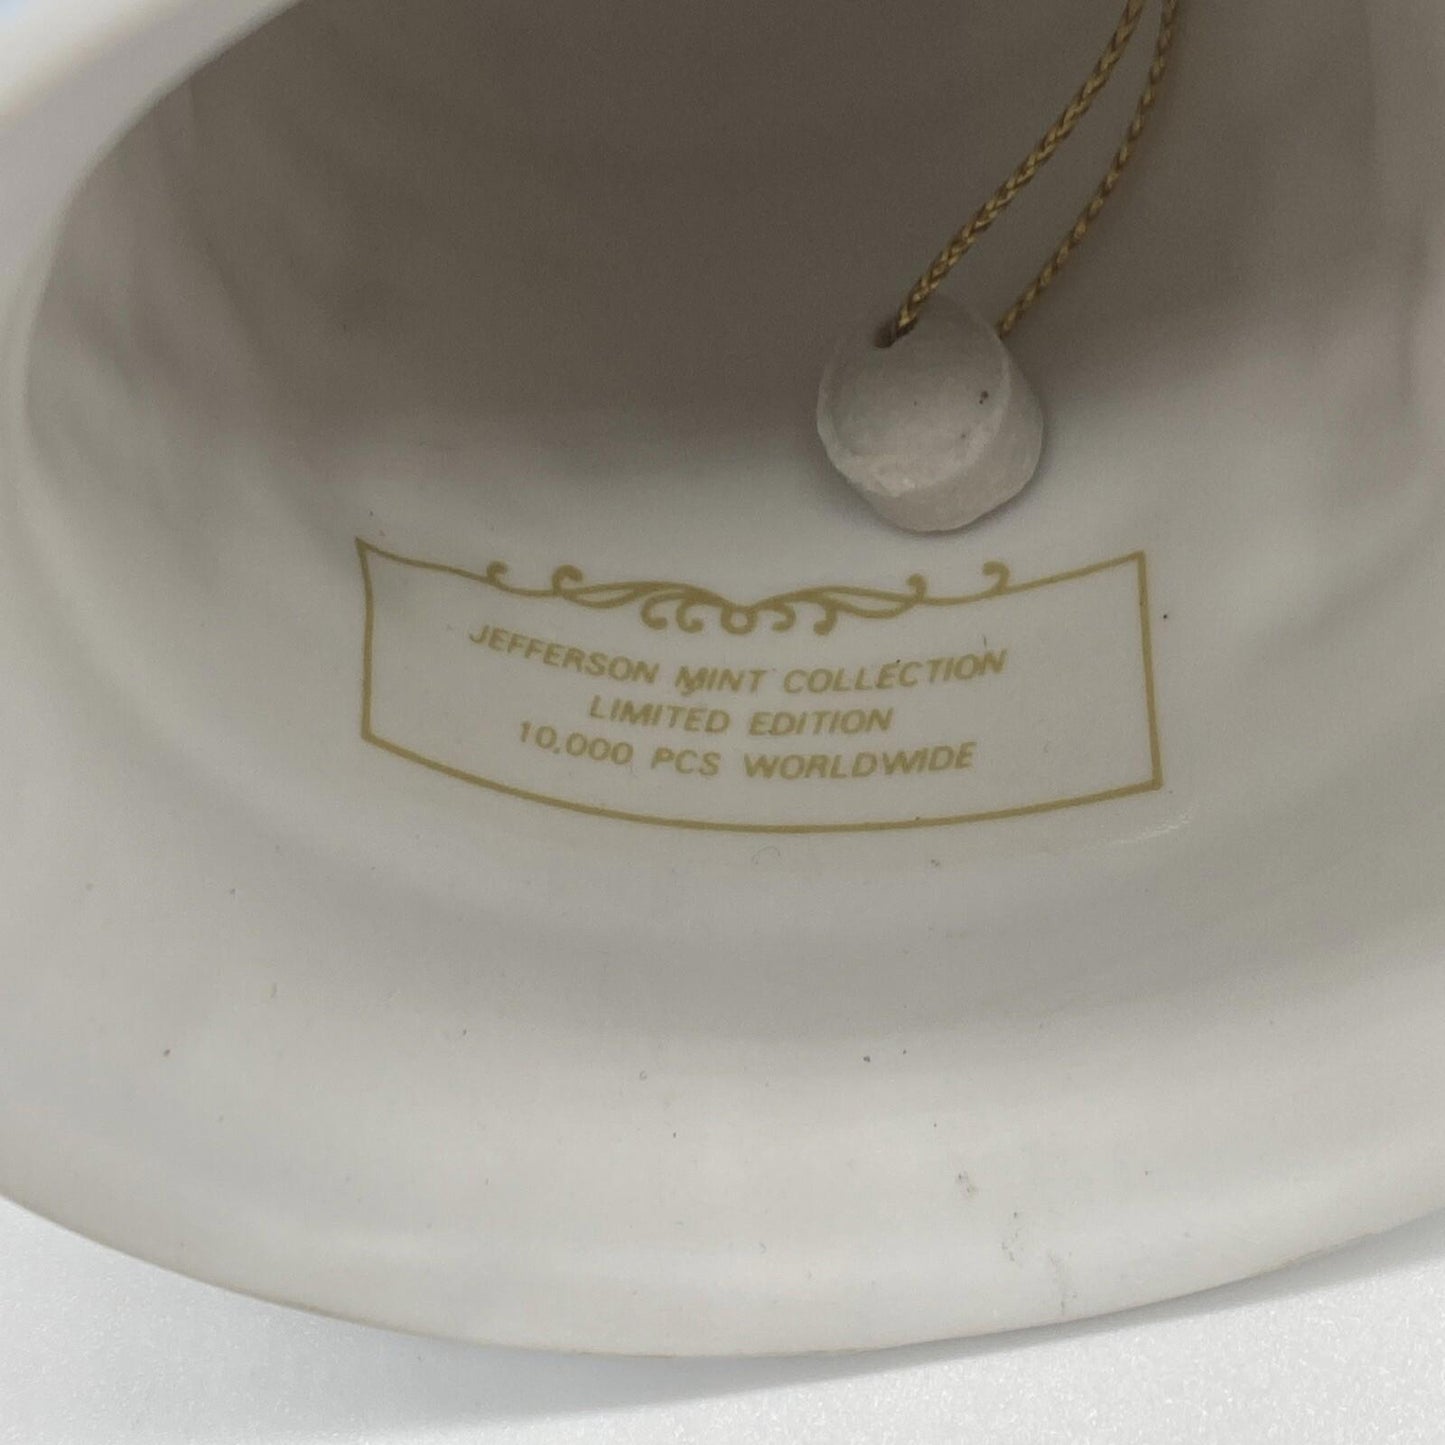 JEFFERSON MINT COLLECTION
LIMITED EDITION
10,000 PCS WORLDWIDE